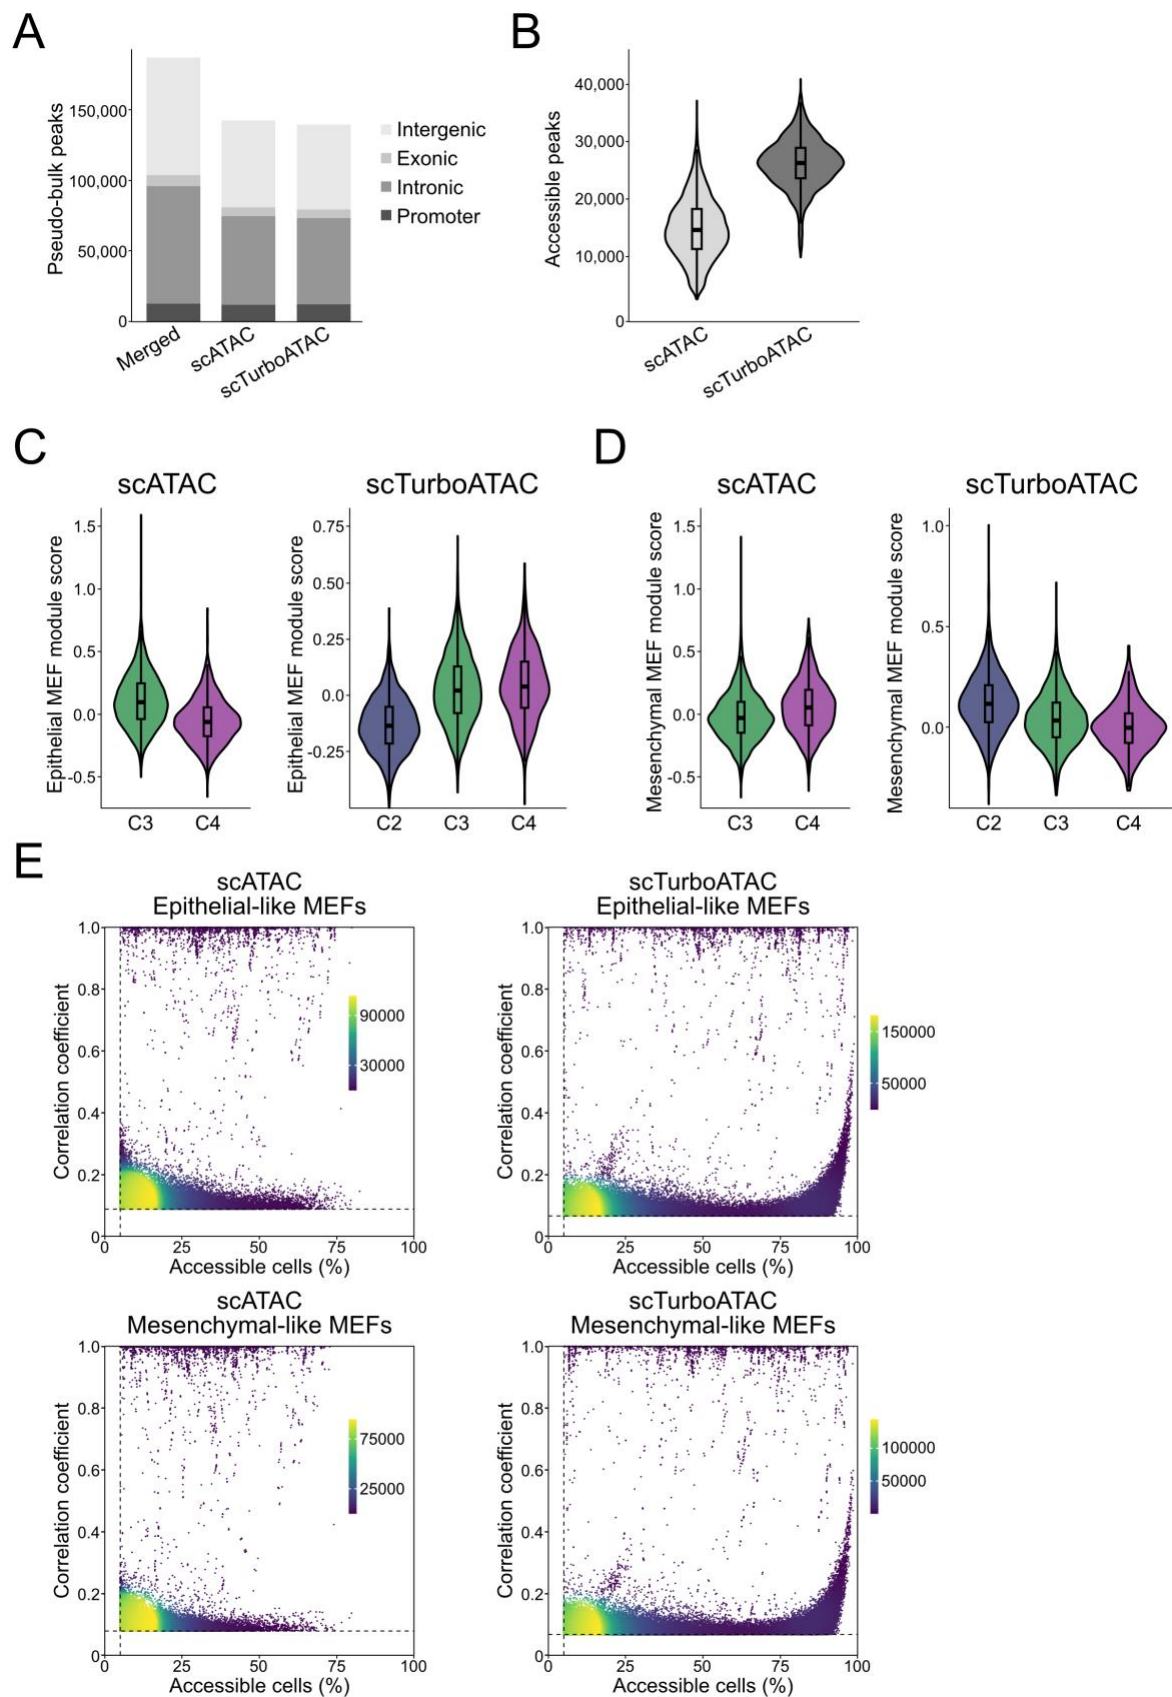 A
Pseudo-bulk peaks
150,000
100,000
50,000
0
Merged
scATAC
scTurboATAC
Intergenic
Exonic
Intronic
Promoter
B
Accessible peaks
40,000
30,000
20,000
10,000
0
scATAC
scTurboATAC
C
scATAC
Epithelial MEF module score
1.5
1.0
0.5
0.0
-0.5
C3
C4
scTurboATAC
Epithelial MEF module score
0.75
0.50
0.25
0.0
-0.25
C2
C3
C4
D
scATAC
Mesenchymal MEF module score
1.5
1.0
0.5
0.0
-0.5
C3
C4
scTurboATAC
Mesenchymal MEF module score
1.0
0.5
0.0
C2
C3
C4
E
scATAC
Epithelial-like MEFs
Correlation coefficient
1.0
0.8
0.6
0.4
0.2
0
90000
30000
0
25
50
75
100
Accessible cells (%)
scTurboATAC
Epithelial-like MEFs
Correlation coefficient
1.0
0.8
0.6
0.4
0.2
0
150000
50000
0
25
50
75
100
Accessible cells (%)
scATAC
Mesenchymal-like MEFs
Correlation coefficient
1.0
0.8
0.6
0.4
0.2
0
75000
25000
0
25
50
75
100
Accessible cells (%)
scTurboATAC
Mesenchymal-like MEFs
Correlation coefficient
1.0
0.8
0.6
0.4
0.2
0
100000
50000
0
25
50
75
100
Accessible cells (%)